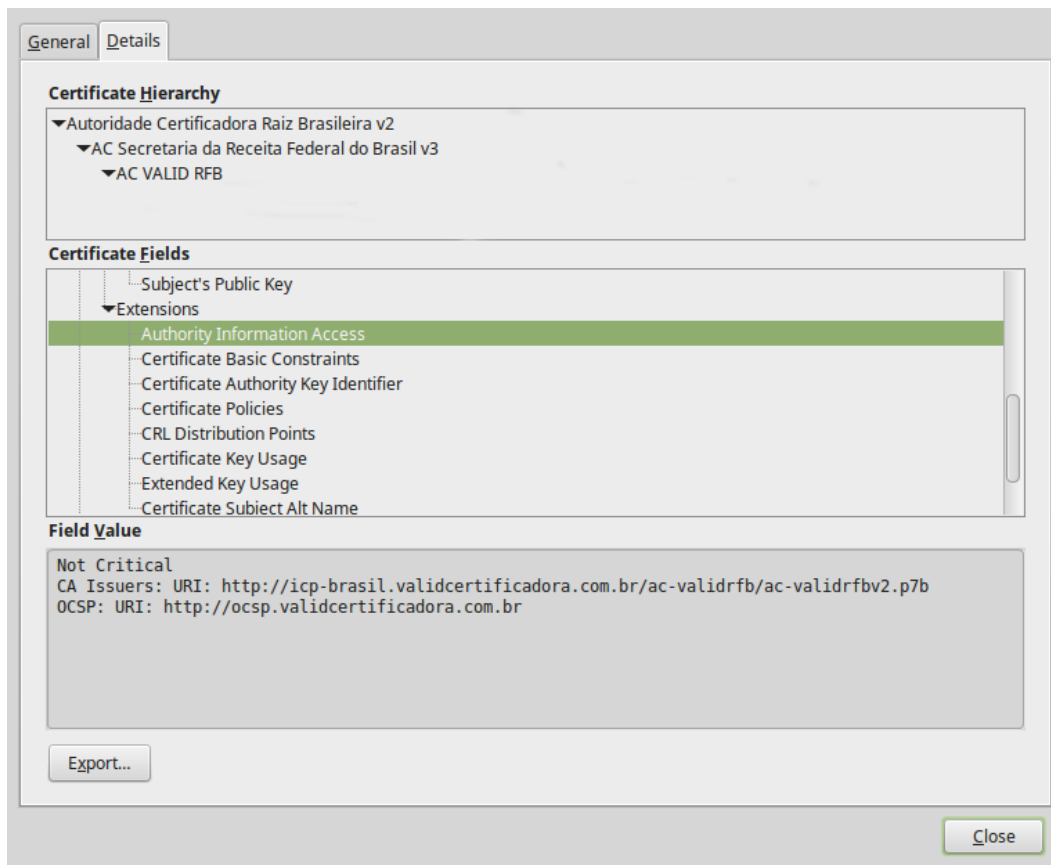 General Details
Certificate Hierarchy
Autoridade Certificadora Raiz Brasileira v2
AC Secretaria da Receita Federal do Brasil v3
AC VALID RFB
Certificate Fields
Subject's Public Key
Extensions
Authority Information Access
Certificate Basic Constraints
Certificate Authority Key Identifier
Certificate Policies
CRL Distribution Points
Certificate Key Usage
Extended Key Usage
Certificate Subject Alt Name
Field Value
Not Critical
CA Issuers: URI: http://icp-brasil.validcertificadora.com.br/ac-validrfb/ac-validrfbv2.p7b
OCSP: URI: http://ocsp.validcertificadora.com.br
Export...
Close